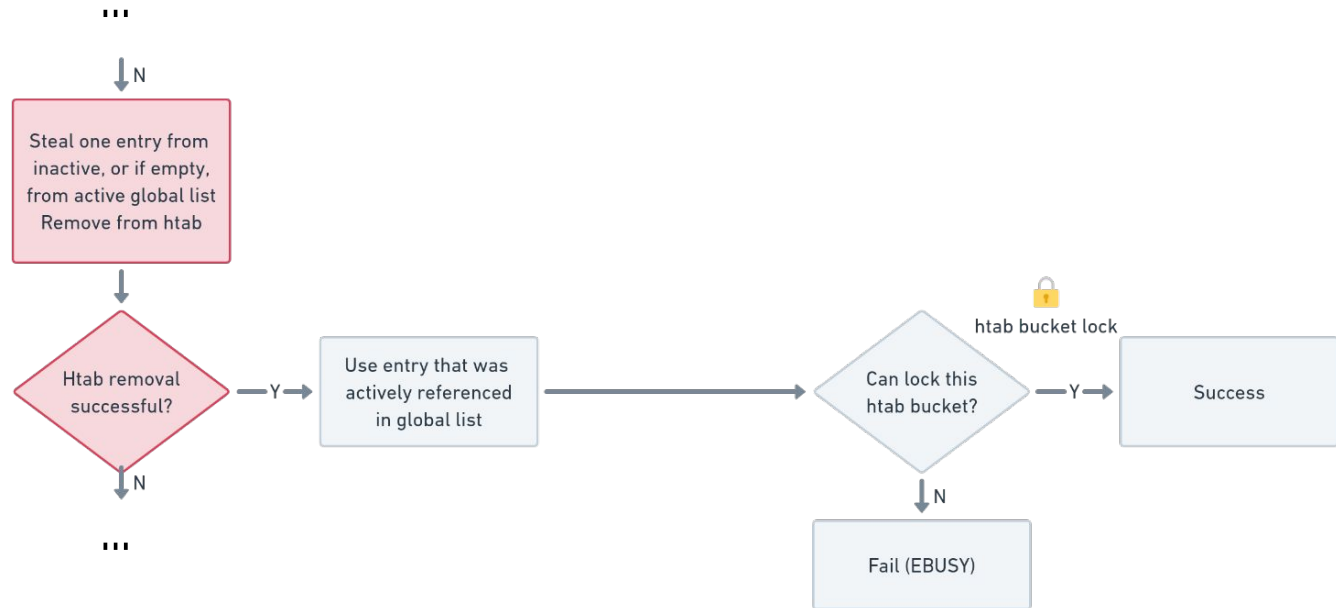 ...
N
Steal one entry from
inactive, or if empty,
from active global list
Remove from htab
Htab removal
successful?
Y
Use entry that was
actively referenced
in global list
Can lock this
htab bucket?
htab bucket lock
Y
Success
N
...
N
Fail (EBUSY)